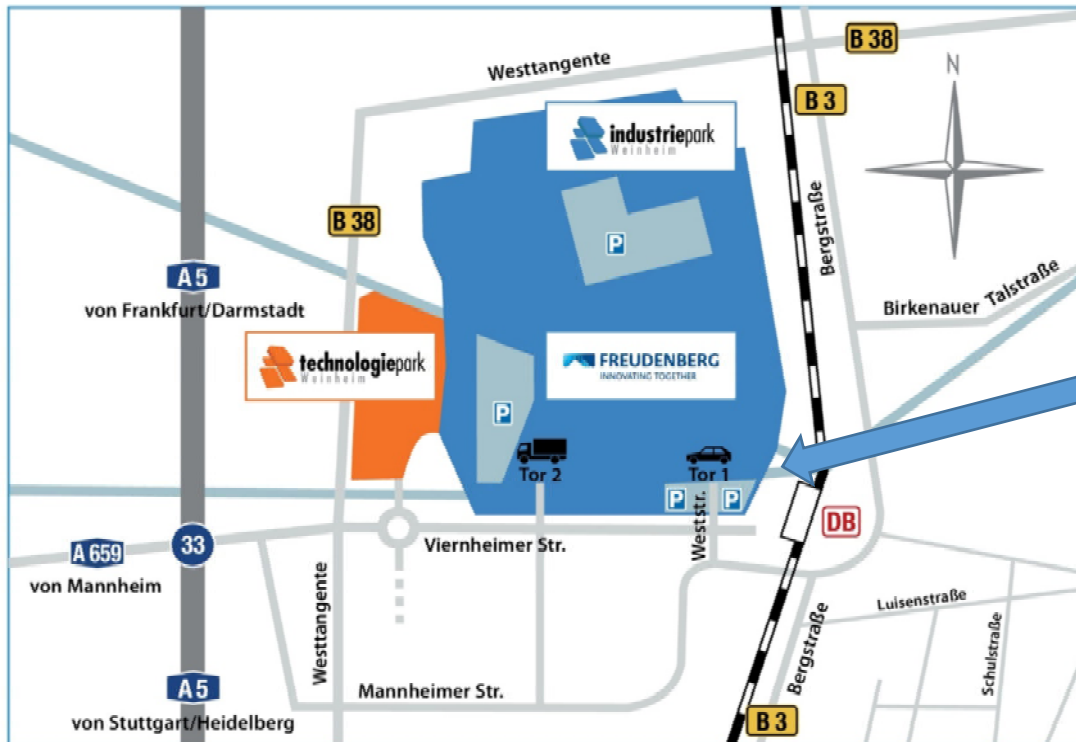 B 38
Westtangente
N
B 3
industriepark
Weinheim
P
B 38
Bergstraße
A 5
von Frankfurt/Darmstadt
Birkenauer Talstraße
technologiepark
Weinheim
FREUDENBERG
INNOVATING TOGETHER
P
Tor 2
Tor 1
P
P
Weststr.
DB
33
A 659
Viernheimer Str.
von Mannheim
Westtangente
Luisenstraße
Bergstraße
Schulstraße
Mannheimer Str.
A 5
von Stuttgart/Heidelberg
B 3